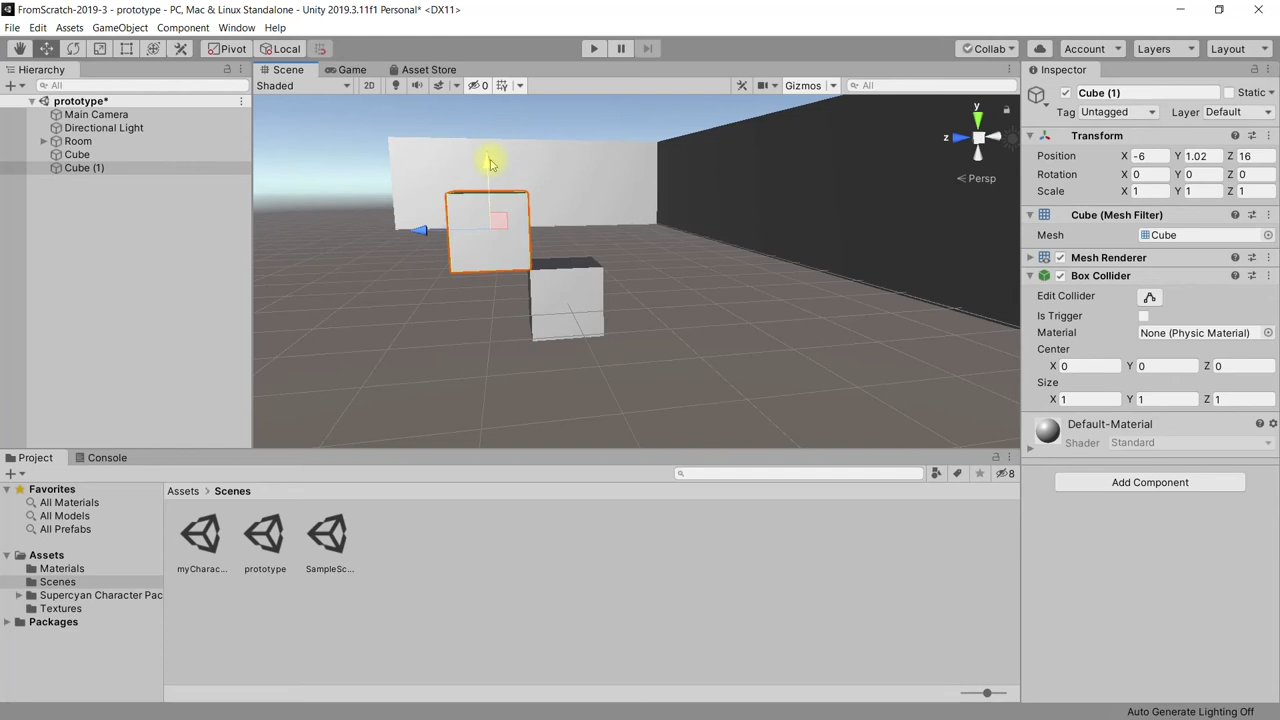 FromScratch-2019-3 - prototype - PC, Mac & Linux Standalone - Unity 2019.3.11f1 Personal* <DX11>
File Edit Assets GameObject Component Window Help
Pivot Local Collab Account Layers Layout
Hierarchy
All
prototype*
Main Camera
Directional Light
Room
Cube
Cube (1)
Scene Game Asset Store
Shaded 2D 0 Gizmos All
y
z
Persp
Inspector
Cube (1) Static
Tag Untagged Layer Default
Transform
Position X -6 Y 1.02 Z 16
Rotation X 0 Y 0 Z 0
Scale X 1 Y 1 Z 1
Cube (Mesh Filter)
Mesh Cube
Mesh Renderer
Box Collider
Edit Collider
Is Trigger
Material None (Physic Material)
Center
X 0 Y 0 Z 0
Size
X 1 Y 1 Z 1
Default-Material
Shader Standard
Add Component
Project Console
8
Favorites
All Materials
All Models
All Prefabs
Assets
Materials
Scenes
Supercyan Character Pac
Textures
Packages
Assets > Scenes
myCharac... prototype SampleSc...
Auto Generate Lighting Off